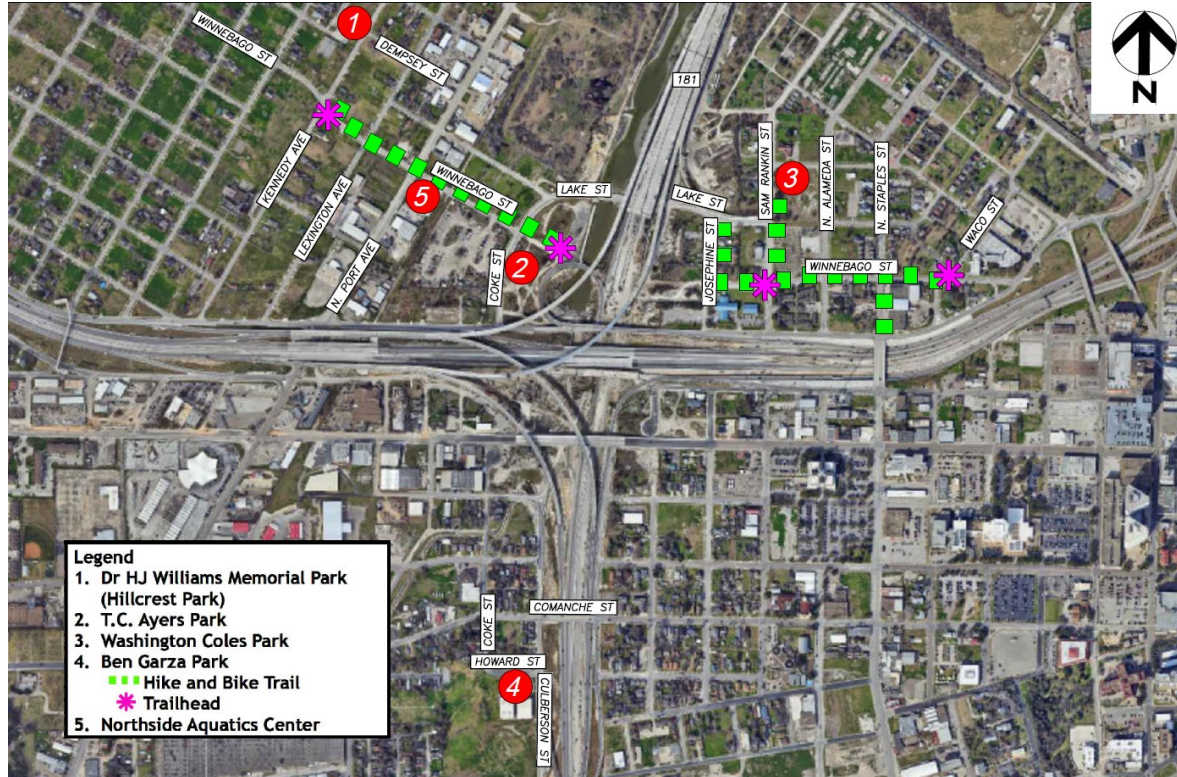 1
WINNEBAGO ST
DEMPSEY ST
N
181
KENNEDY AVE
WINNEBAGO ST
5
LEXINGTON AVE
N. PORT AVE
LAKE ST
COKE ST
2
LAKE ST
SAM RANKIN ST
3
N. ALAMEDA ST
N. STAPLES ST
JOSEPHINE ST
WINNEBAGO ST
WACO ST
Legend
1. Dr HJ Williams Memorial Park
(Hillcrest Park)
2. T.C. Ayers Park
3. Washington Coles Park
4. Ben Garza Park
Hike and Bike Trail
Trailhead
5. Northside Aquatics Center
COMANCHE ST
COKE ST
HOWARD ST
4
CULBERSON ST